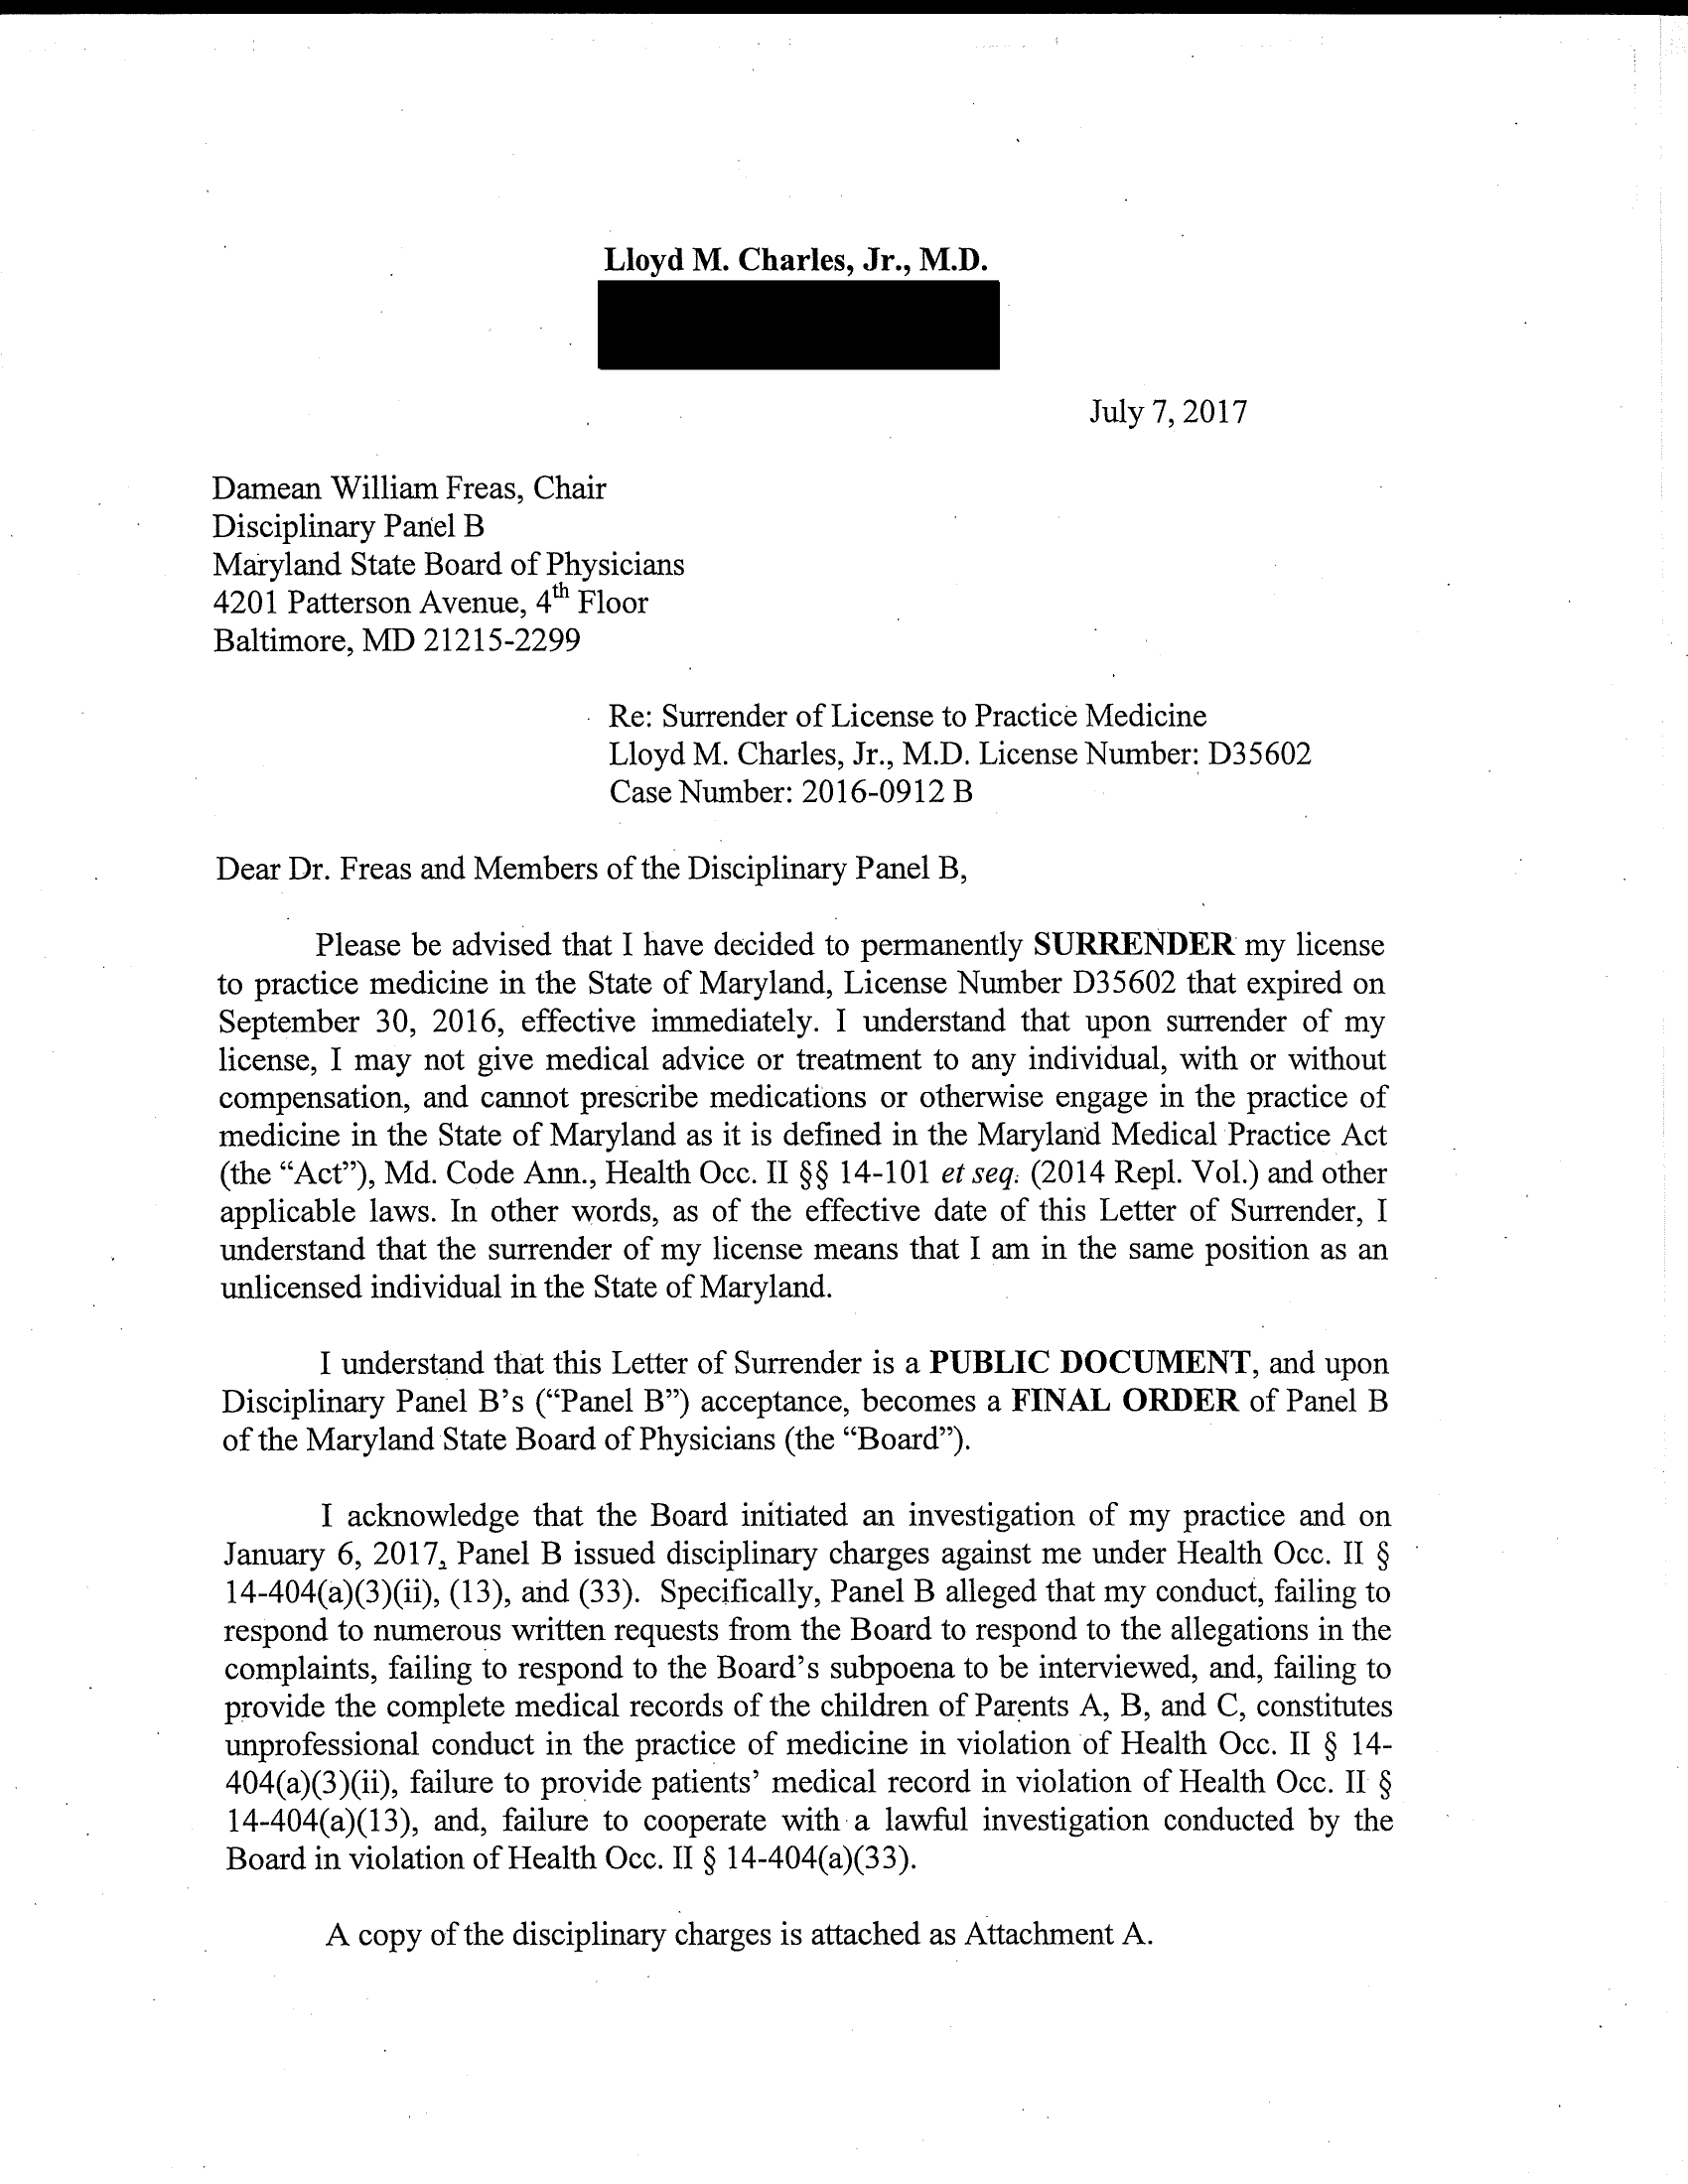 Lloyd M. Charles, Jr., M.D.
July 7, 2017
Damean William Freas, Chair
Disciplinary Panel B
Maryland State Board of Physicians
4201 Patterson Avenue, 4th Floor
Baltimore, MD 21215-2299
Re: Surrender of License to Practice Medicine
Lloyd M. Charles, Jr., M.D. License Number: D35602
Case Number: 2016-0912 B
Dear Dr. Freas and Members of the Disciplinary Panel B,
Please be advised that I have decided to permanently SURRENDER my license
to practice medicine in the State of Maryland, License Number D35602 that expired on
September 30, 2016, effective immediately. I understand that upon surrender of my
license, I may not give medical advice or treatment to any individual, with or without
compensation, and cannot prescribe medications or otherwise engage in the practice of
medicine in the State of Maryland as it is defined in the Maryland Medical Practice Act
(the “Act”), Md. Code Ann., Health Occ. II §§ 14-101 et seq. (2014 Repl. Vol.) and other
applicable laws. In other words, as of the effective date of this Letter of Surrender, I
understand that the surrender of my license means that I am in the same position as an
unlicensed individual in the State of Maryland.
I understand that this Letter of Surrender is a PUBLIC DOCUMENT, and upon
Disciplinary Panel B’s (“Panel B”) acceptance, becomes a FINAL ORDER of Panel B
of the Maryland State Board of Physicians (the “Board”).
I acknowledge that the Board initiated an investigation of my practice and on
January 6, 2017, Panel B issued disciplinary charges against me under Health Occ. II §
14-404(a)(3)(ii), (13), and (33). Specifically, Panel B alleged that my conduct, failing to
respond to numerous written requests from the Board to respond to the allegations in the
complaints, failing to respond to the Board’s subpoena to be interviewed, and, failing to
provide the complete medical records of the children of Parents A, B, and C, constitutes
unprofessional conduct in the practice of medicine in violation of Health Occ. II § 14-
404(a)(3)(ii), failure to provide patients’ medical record in violation of Health Occ. II §
14-404(a)(13), and, failure to cooperate with a lawful investigation conducted by the
Board in violation of Health Occ. II § 14-404(a)(33).
A copy of the disciplinary charges is attached as Attachment A.